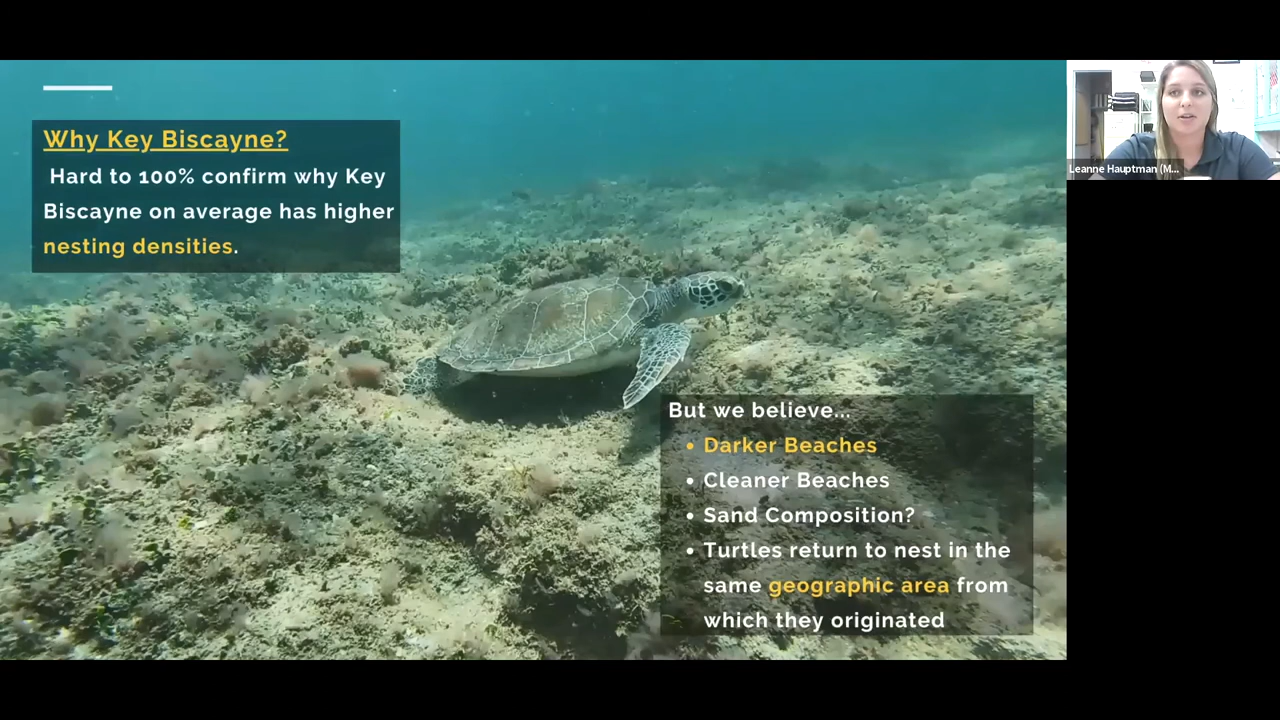 Why Key Biscayne?
Hard to 100% confirm why Key
Biscayne on average has higher
nesting densities.
But we believe...
• Darker Beaches
• Cleaner Beaches
• Sand Composition?
• Turtles return to nest in the
same geographic area from
which they originated
Leanne Hauptman (M...